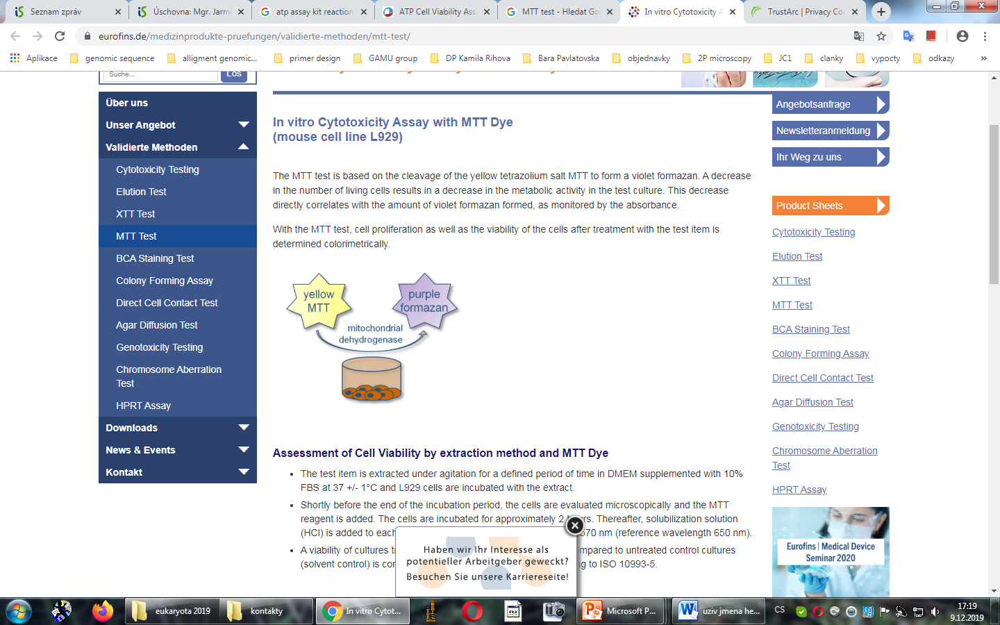 Seznam zpráv
Úschovna: Mgr. Jarmi
atp assay kit reaction
ATP Cell Viability Ass
MTT test - Hledat Go
In vitro Cytotoxicity A
TrustArc | Privacy Co
eurofins.de/medizinprodukte-pruefungen/validierte-methoden/mtt-test/
Aplikace
genomic sequence
alligment genomic...
primer design
GAMU group
DP Kamila Rihova
Bara Pavlatovska
objednavky
2P microscopy
JC1
clanky
vypocty
odkazy
»
Suche...
Los
Über uns
Unser Angebot
Validierte Methoden
Cytotoxicity Testing
Elution Test
XTT Test
MTT Test
BCA Staining Test
Colony Forming Assay
Direct Cell Contact Test
Agar Diffusion Test
Genotoxicity Testing
Chromosome Aberration
Test
HPRT Assay
Downloads
News & Events
Kontakt
In vitro Cytotoxicity Assay with MTT Dye
(mouse cell line L929)
The MTT test is based on the cleavage of the yellow tetrazolium salt MTT to form a violet formazan. A decrease
in the number of living cells results in a decrease in the metabolic activity in the test culture. This decrease
directly correlates with the amount of violet formazan formed, as monitored by the absorbance.
With the MTT test, cell proliferation as well as the viability of the cells after treatment with the test item is
determined colorimetrically.
yellow
MTT
purple
formazan
mitochondrial
dehydrogenase
Assessment of Cell Viability by extraction method and MTT Dye
• The test item is extracted under agitation for a defined period of time in DMEM supplemented with 10%
FBS at 37 +/- 1°C and L929 cells are incubated with the extract.
• Shortly before the end of the incubation period, the cells are evaluated microscopically and the MTT
reagent is added. The cells are incubated for approximately 2 hours. Thereafter, solubilization solution
(HCl) is added to each 570 nm (reference wavelength 650 nm).
• A viability of cultures compared to untreated control cultures
(solvent control) is to ISO 10993-5.
Haben wir Ihr Interesse als
potentieller Arbeitgeber geweckt?
Besuchen Sie unsere Karriereseite!
Angebotsanfrage
Newsletteranmeldung
Ihr Weg zu uns
Product Sheets
Cytotoxicity Testing
Elution Test
XTT Test
MTT Test
BCA Staining Test
Colony Forming Assay
Direct Cell Contact Test
Agar Diffusion Test
Genotoxicity Testing
Chromosome Aberration
Test
HPRT Assay
Eurofins | Medical Device
Seminar 2020
eukaryota 2019
kontakty
In vitro Cytot...
Microsoft P...
uziv jmena he...
CS
17:19
9.12.2019